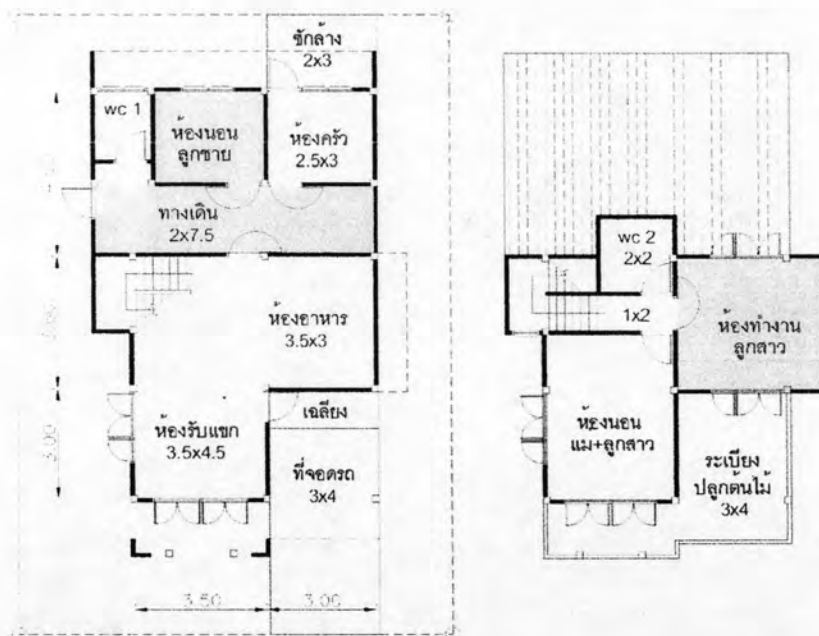 ซักล้าง
2x3
wc 1
ห้องนอน
ลูกชาย
ห้องครัว
2.5x3
ทางเดิน
2x7.5
ห้องอาหาร
3.5x3
ห้องรับแขก
3.5x4.5
เฉลียง
ที่จอดรถ
3x4
3.00
3.50
3.00
wc 2
2x2
1x2
ห้องทำงาน
ลูกสาว
ห้องนอน
แม่+ลูกสาว
ระเบียง
ปลูกต้นไม้
3x4